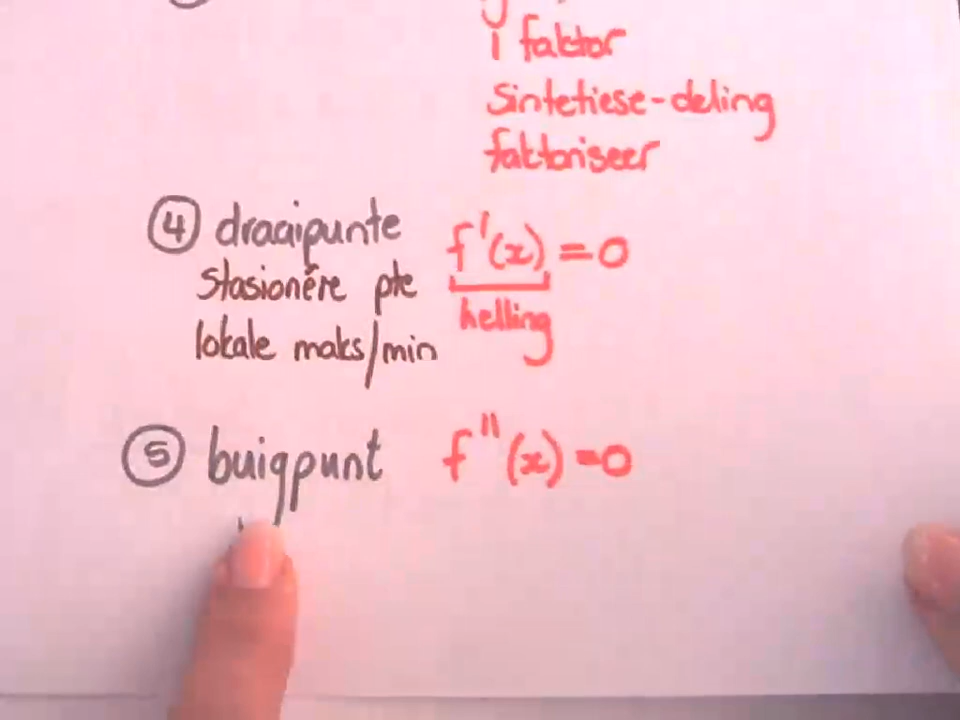 1 faktor
sintetiese-deling
faktoriseer
④ draaipunte f'(x) = 0
stasionêre pte helling
lokale maks/min
⑤ buigpunt f''(x) = 0